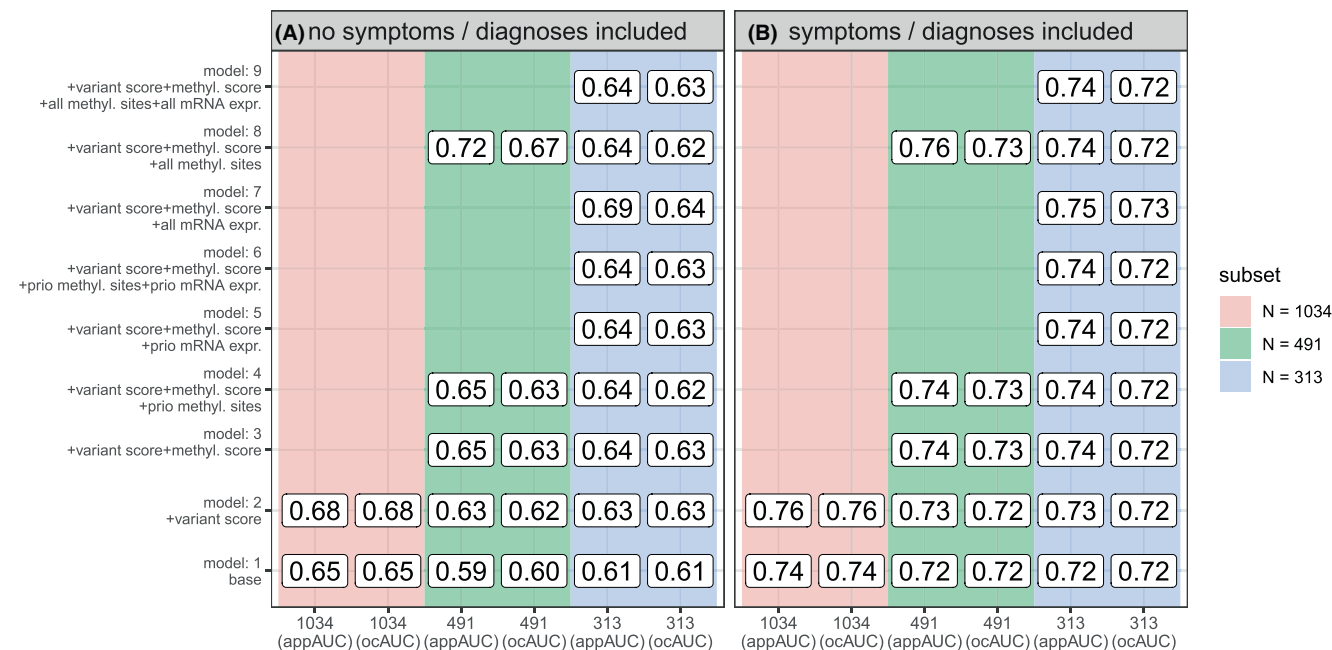 (A) no symptoms / diagnoses included
(B) symptoms / diagnoses included
model: 9
+variant score+methyl. score
+all methyl. sites+all mRNA expr.
0.64 0.63 0.74 0.72
model: 8
+variant score+methyl. score
+all methyl. sites
0.72 0.67 0.64 0.62 0.76 0.73 0.74 0.72
model: 7
+variant score+methyl. score
+all mRNA expr.
0.69 0.64 0.75 0.73
model: 6
+variant score+methyl. score
+prio methyl. sites+prio mRNA expr.
0.64 0.63 0.74 0.72
model: 5
+variant score+methyl. score
+prio mRNA expr.
0.64 0.63 0.74 0.72
model: 4
+variant score+methyl. score
+prio methyl. sites
0.65 0.63 0.64 0.62 0.74 0.73 0.74 0.72
model: 3
+variant score+methyl. score
0.65 0.63 0.64 0.63 0.74 0.73 0.74 0.72
model: 2
+variant score
0.68 0.68 0.63 0.62 0.63 0.63 0.76 0.76 0.73 0.72 0.73 0.72
model: 1
base
0.65 0.65 0.59 0.60 0.61 0.61 0.74 0.74 0.72 0.72 0.72 0.72
1034 1034 491 491 313 313 1034 1034 491 491 313 313
(appAUC) (ocAUC) (appAUC) (ocAUC) (appAUC) (ocAUC) (appAUC) (ocAUC) (appAUC) (ocAUC) (appAUC) (ocAUC)
subset
N = 1034
N = 491
N = 313